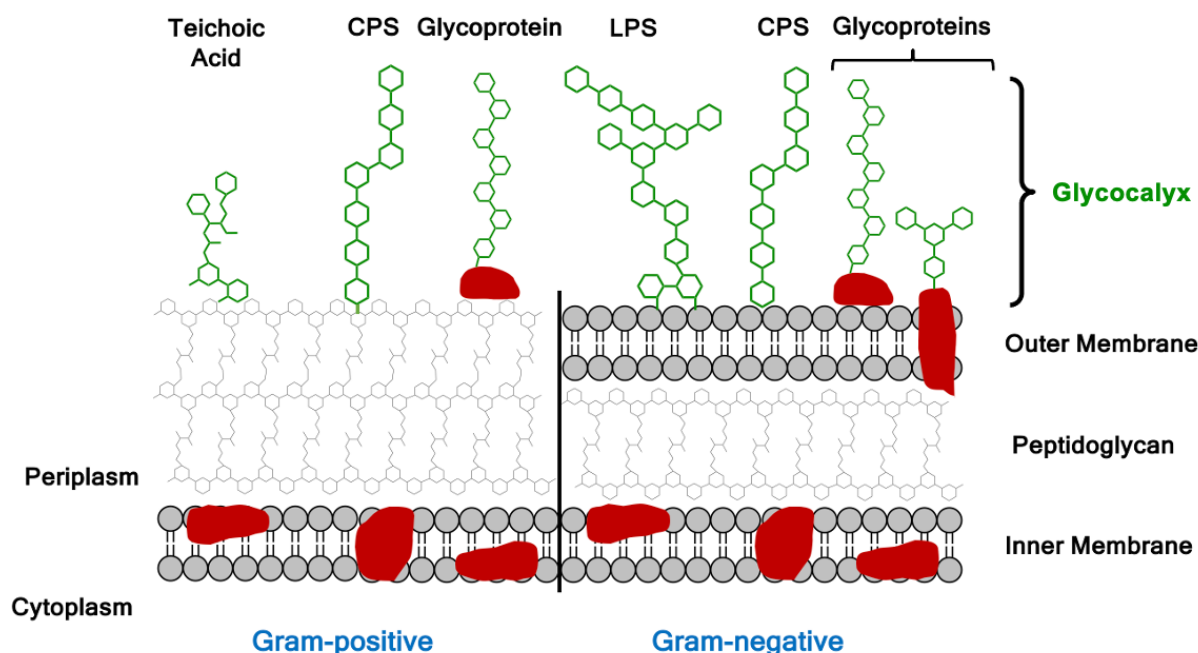 Teichoic
Acid
CPS
Glycoprotein
LPS
CPS
Glycoproteins
Glycocalyx
Outer Membrane
Peptidoglycan
Periplasm
Inner Membrane
Cytoplasm
Gram-positive
Gram-negative